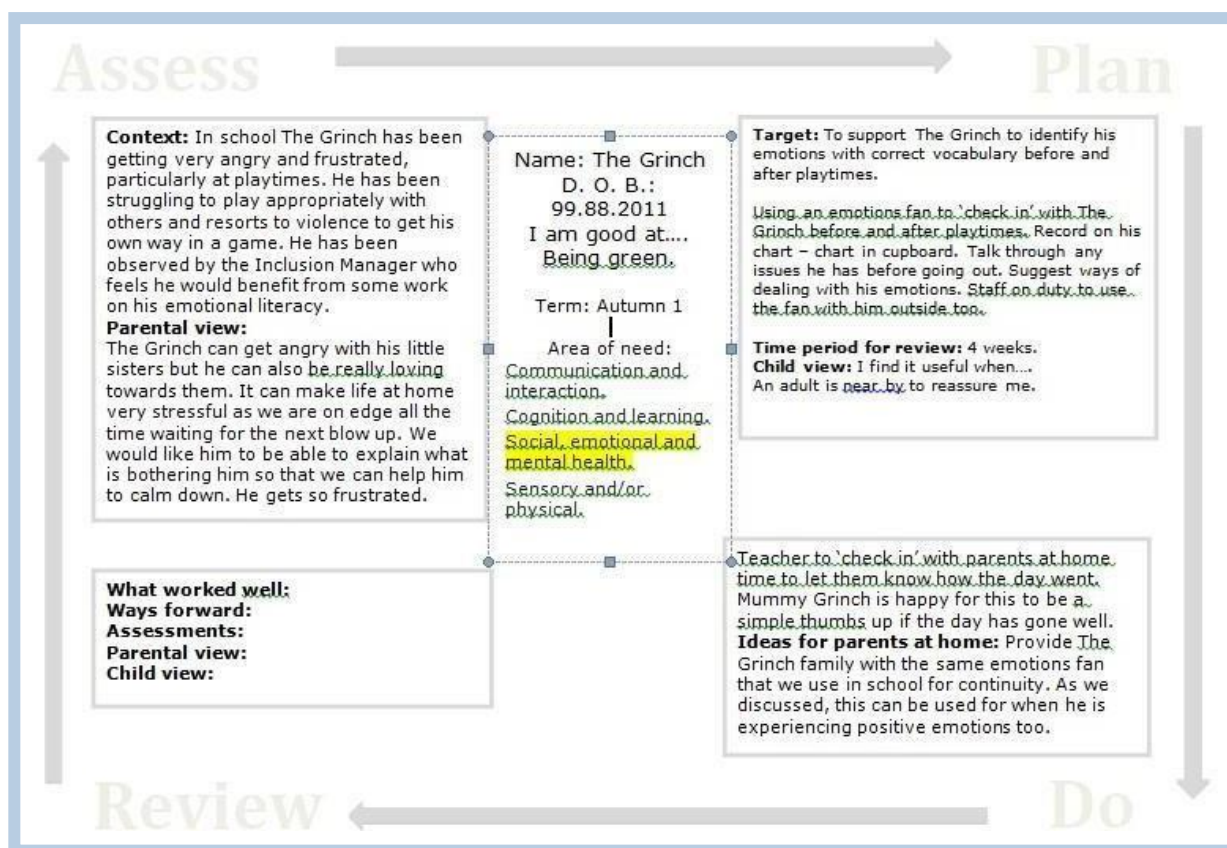 Assess
Plan
Context: In school The Grinch has been
getting very angry and frustrated,
particularly at playtimes. He has been
struggling to play appropriately with
others and resorts to violence to get his
own way in a game. He has been
observed by the Inclusion Manager who
feels he would benefit from some work
on his emotional literacy.
Parental view:
The Grinch can get angry with his little
sisters but he can also be really loving
towards them. It can make life at home
very stressful as we are on edge all the
time waiting for the next blow up. We
would like him to be able to explain what
is bothering him so that we can help him
to calm down. He gets so frustrated.
Name: The Grinch
D. O. B.:
99.88.2011
I am good at....
Being green.
Term: Autumn 1
Area of need:
Communication and
interaction.
Cognition and learning.
Social, emotional and
mental health.
Sensory and/or
physical.
Target: To support The Grinch to identify his
emotions with correct vocabulary before and
after playtimes.
Using an emotions fan to ‘check in’ with The
Grinch before and after playtimes. Record on his
chart – chart in cupboard. Talk through any
issues he has before going out. Suggest ways of
dealing with his emotions. Staff on duty to use
the fan with him outside too.
Time period for review: 4 weeks.
Child view: I find it useful when….
An adult is near by to reassure me.
Teacher to ‘check in’ with parents at home
time to let them know how the day went.
Mummy Grinch is happy for this to be a
simple thumbs up if the day has gone well.
Ideas for parents at home: Provide The
Grinch family with the same emotions fan
that we use in school for continuity. As we
discussed, this can be used for when he is
experiencing positive emotions too.
What worked well:
Ways forward:
Assessments:
Parental view:
Child view:
Review
Do